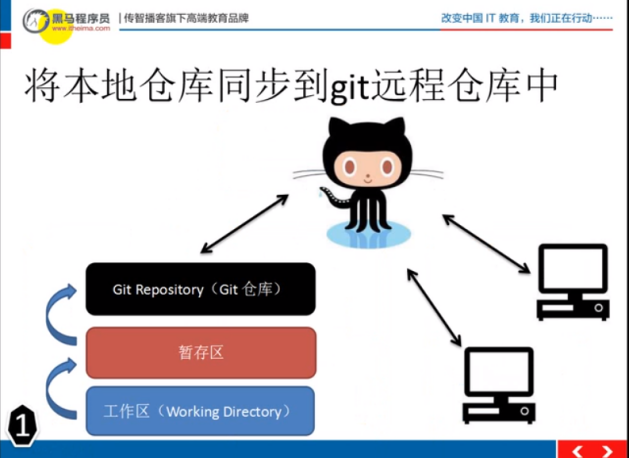 黑马程序员
www.itheima.com
传智播客旗下高端教育品牌
改变中国 IT 教育，我们正在行动……
将本地仓库同步到git远程仓库中
Git Repository（Git 仓库）
暂存区
工作区（Working Directory）
1